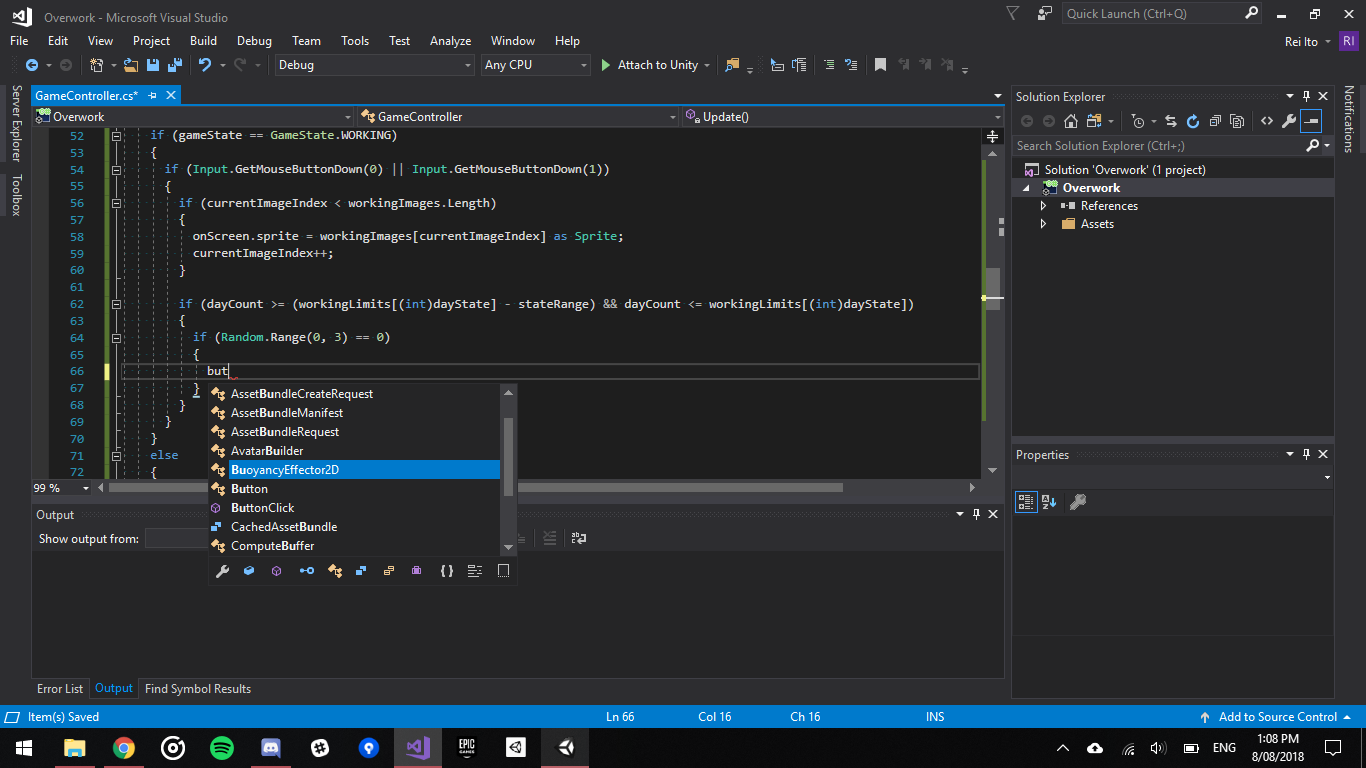 Overwork - Microsoft Visual Studio
Quick Launch (Ctrl+Q)
File Edit View Project Build Debug Team Tools Test Analyze Window Help
Rei Ito RI
Debug Any CPU Attach to Unity
Server Explorer
Toolbox
GameController.cs*
Overwork GameController Update()
52 if (gameState == GameState.WORKING)
53 {
54 if (Input.GetMouseButtonDown(0) || Input.GetMouseButtonDown(1))
55 {
56 if (currentImageIndex < workingImages.Length)
57 {
58 onScreen.sprite = workingImages[currentImageIndex] as Sprite;
59 currentImageIndex++;
60 }
61
62 if (dayCount >= (workingLimits[(int)dayState] - stateRange) && dayCount <= workingLimits[(int)dayState])
63 {
64 if (Random.Range(0, 3) == 0)
65 {
66 but
67 }
68 }
69 }
70 }
71 else
72 {
AssetBundleCreateRequest
AssetBundleManifest
AssetBundleRequest
AvatarBuilder
BuoyancyEffector2D
Button
ButtonClick
CachedAssetBundle
ComputeBuffer
99 %
Output
Show output from:
Error List Output Find Symbol Results
Solution Explorer
Search Solution Explorer (Ctrl+;)
Solution 'Overwork' (1 project)
Overwork
References
Assets
Properties
Notifications
Item(s) Saved Ln 66 Col 16 Ch 16 INS Add to Source Control
EPIC
GAMES
ENG
1:08 PM
8/08/2018